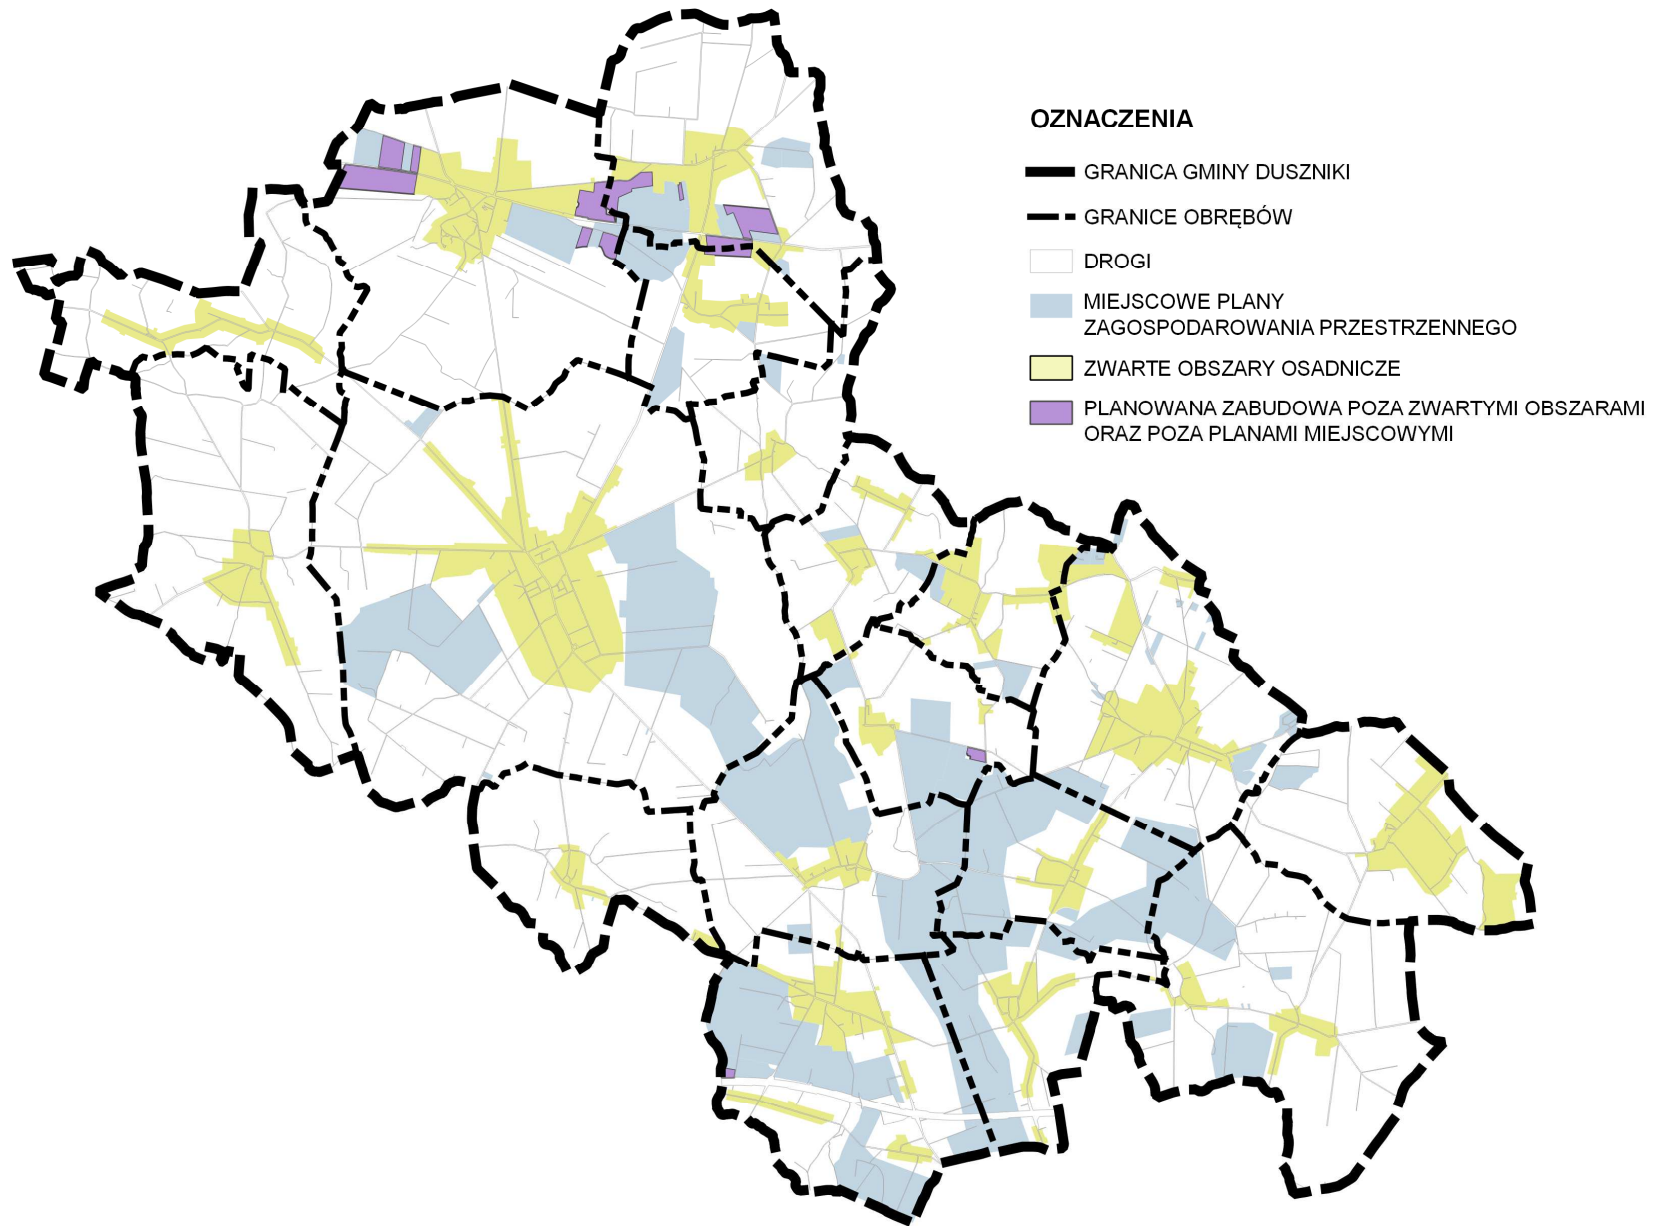 OZNACZENIA
GRANICA GMINY DUSZNIKI
GRANICE OBRĘBÓW
DROGI
MIEJSCOWE PLANY
ZAGOSPODAROWANIA PRZESTRZENNEGO
ZWARTE OBSZARY OSADNICZE
PLANOWANA ZABUDOWA POZA ZWARTYMI OBSZARAMI
ORAZ POZA PLANAMI MIEJSCOWYMI